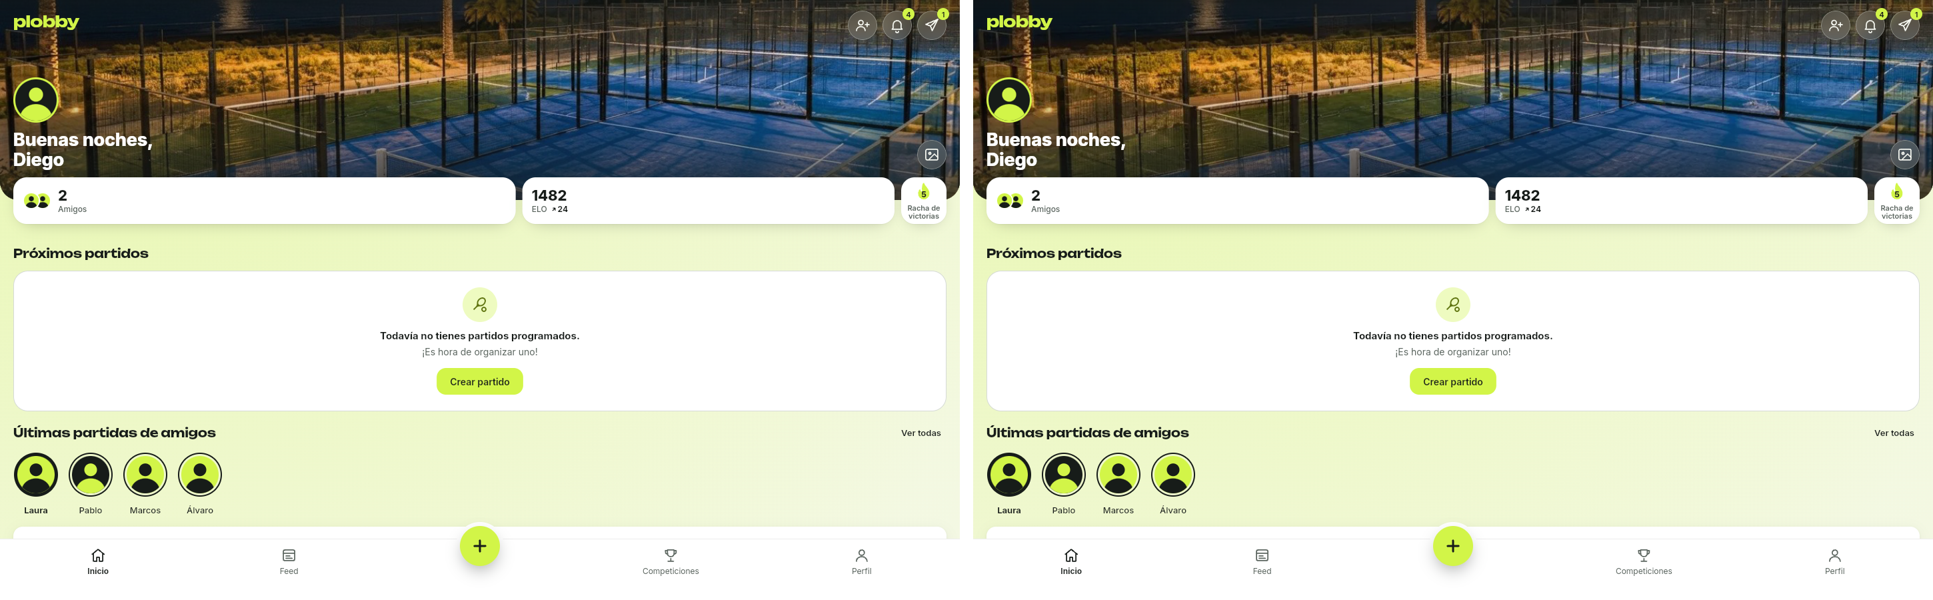 plobby
4
1
Buenas noches,
Diego
2
Amigos
1482
ELO ↗24
5
Racha de
victorias
Próximos partidos
Todavía no tienes partidos programados.
¡Es hora de organizar uno!
Crear partido
Últimas partidas de amigos
Ver todas
Laura
Pablo
Marcos
Álvaro
Inicio
Feed
Competiciones
Perfil
plobby
4
1
Buenas noches,
Diego
2
Amigos
1482
ELO ↗24
5
Racha de
victorias
Próximos partidos
Todavía no tienes partidos programados.
¡Es hora de organizar uno!
Crear partido
Últimas partidas de amigos
Ver todas
Laura
Pablo
Marcos
Álvaro
Inicio
Feed
Competiciones
Perfil